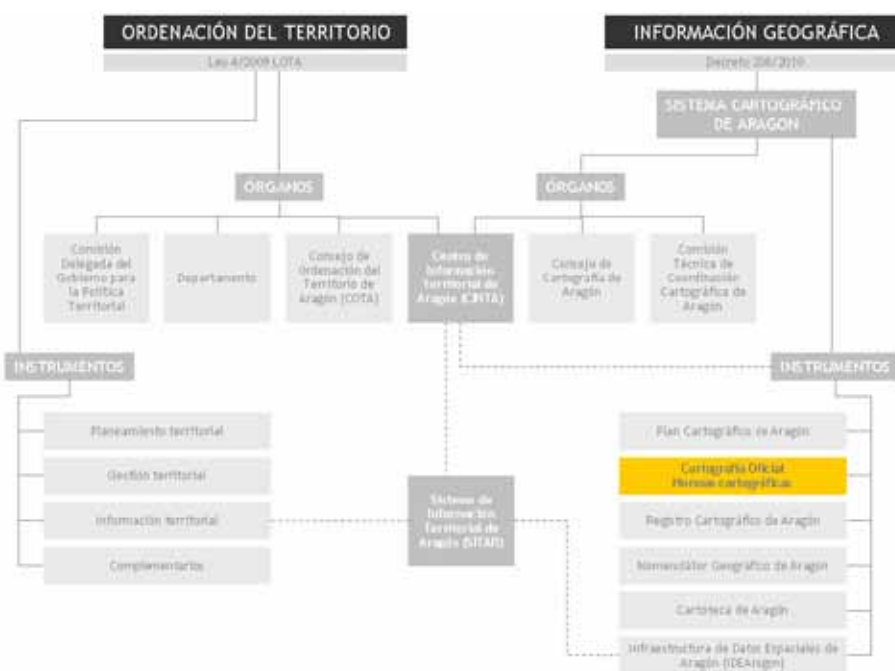 ORDENACIÓN DEL TERRITORIO
Ley 4/2009 LOTA
INFORMACIÓN GEOGRÁFICA
Decreto 208/2010
SISTEMA CARTOGRÁFICO
DE ARAGON
ÓRGANOS
ÓRGANOS
Comisión
Delegada del
Gobierno para
la Política
Territorial
Departamento
Consejo de
Ordenación del
Territorio de
Aragón (COTA)
Centro de
Información
Territorial de
Aragón (CINTA)
Consejo de
Cartografía de
Aragón
Comisión
Técnica de
Coordinación
Cartográfica de
Aragón
INSTRUMENTOS
INSTRUMENTOS
Planeamiento territorial
Gestión territorial
Información territorial
Complementarios
Sistema de
Información
Territorial de
Aragón (SITAR)
Plan Cartográfico de Aragón
Cartografía Oficial
Normas cartográficas
Registro Cartográfico de Aragón
Nomenclátor Geográfico de Aragón
Cartoteca de Aragón
Infraestructura de Datos Espaciales de
Aragón (IDEAragon)